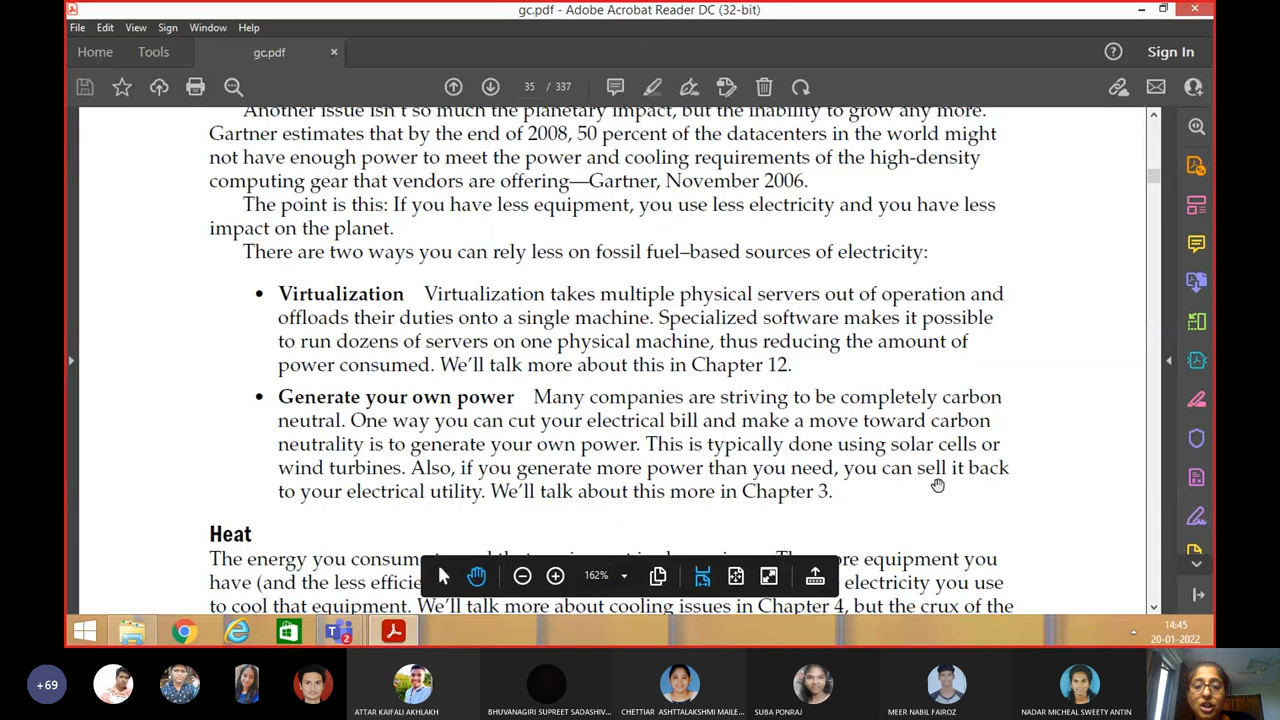 gc.pdf - Adobe Acrobat Reader DC (32-bit)
File Edit View Sign Window Help
Home Tools gc.pdf × Sign In
35 / 337
Another issue isn't so much the planetary impact, but the inability to grow any more.
Gartner estimates that by the end of 2008, 50 percent of the datacenters in the world might
not have enough power to meet the power and cooling requirements of the high-density
computing gear that vendors are offering—Gartner, November 2006.
The point is this: If you have less equipment, you use less electricity and you have less
impact on the planet.
There are two ways you can rely less on fossil fuel–based sources of electricity:
• Virtualization Virtualization takes multiple physical servers out of operation and
offloads their duties onto a single machine. Specialized software makes it possible
to run dozens of servers on one physical machine, thus reducing the amount of
power consumed. We'll talk more about this in Chapter 12.
• Generate your own power Many companies are striving to be completely carbon
neutral. One way you can cut your electrical bill and make a move toward carbon
neutrality is to generate your own power. This is typically done using solar cells or
wind turbines. Also, if you generate more power than you need, you can sell it back
to your electrical utility. We'll talk about this more in Chapter 3.
Heat
The energy you consume equipment you
have (and the less electricity you use
to cool that equipment. We'll talk more about cooling issues in Chapter 4, but the crux of the
162%
14:45
20-01-2022
+69
ATTAR KAIFALI AKHLAKH
BHUVANAGIRI SUPREET SADASHIV...
CHETTIAR ASHTTALAKSHMI MAILE...
SUBA PONRAJ
MEER NABIL FAIROZ
NADAR MICHEAL SWEETY ANTIN